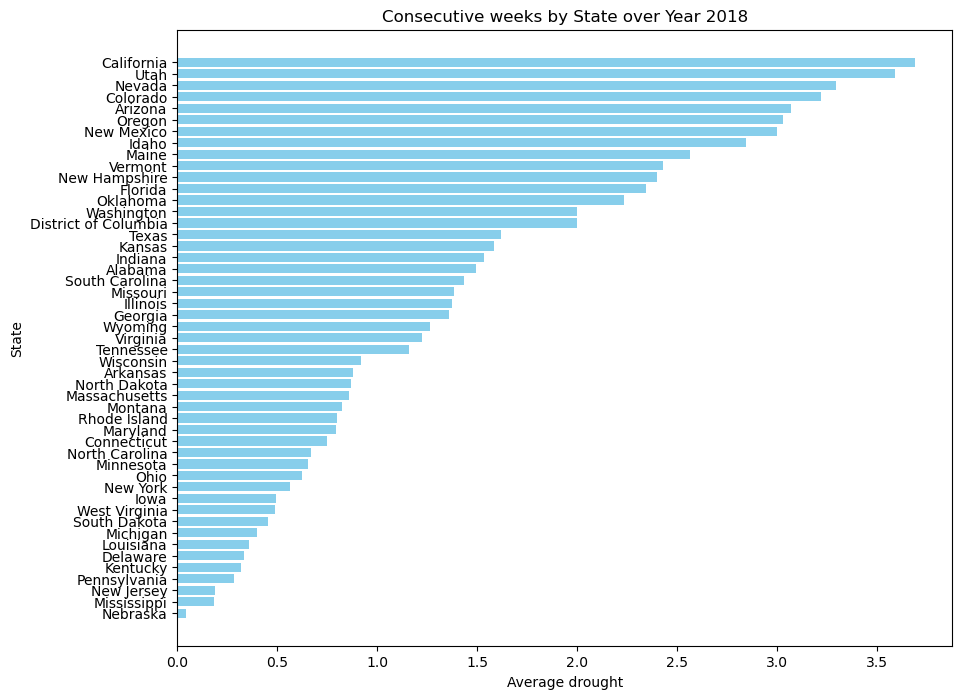 Consecutive weeks by State over Year 2018
California
Utah
Nevada
Colorado
Arizona
Oregon
New Mexico
Idaho
Maine
Vermont
New Hampshire
Florida
Oklahoma
Washington
District of Columbia
Texas
Kansas
Indiana
Alabama
South Carolina
Missouri
Illinois
Georgia
Wyoming
Virginia
Tennessee
Wisconsin
Arkansas
North Dakota
Massachusetts
Montana
Rhode Island
Maryland
Connecticut
North Carolina
Minnesota
Ohio
New York
Iowa
West Virginia
South Dakota
Michigan
Louisiana
Delaware
Kentucky
Pennsylvania
New Jersey
Mississippi
Nebraska
State
0.0 0.5 1.0 1.5 2.0 2.5 3.0 3.5
Average drought